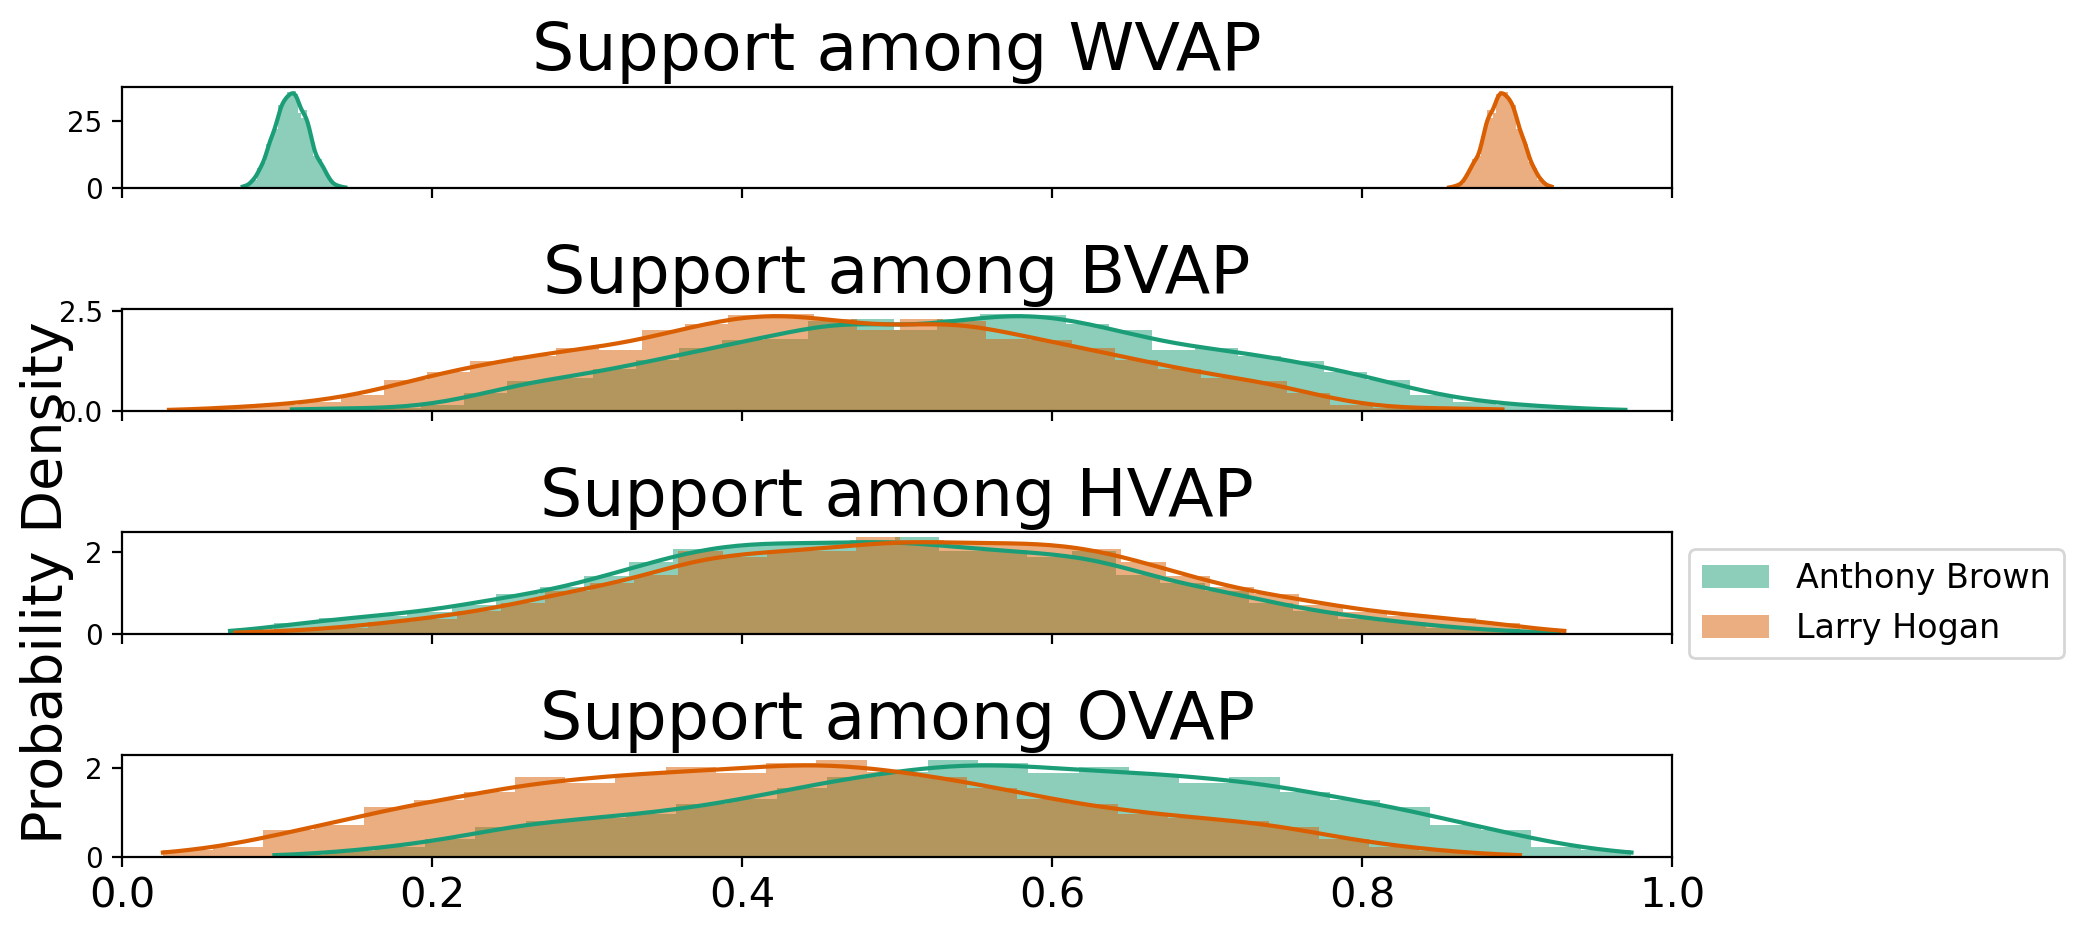 Support among WVAP
25
0
Support among BVAP
2.5
0.0
Support among HVAP
2
0
Support among OVAP
2
0
0.0 0.2 0.4 0.6 0.8 1.0
Probability Density
Anthony Brown
Larry Hogan